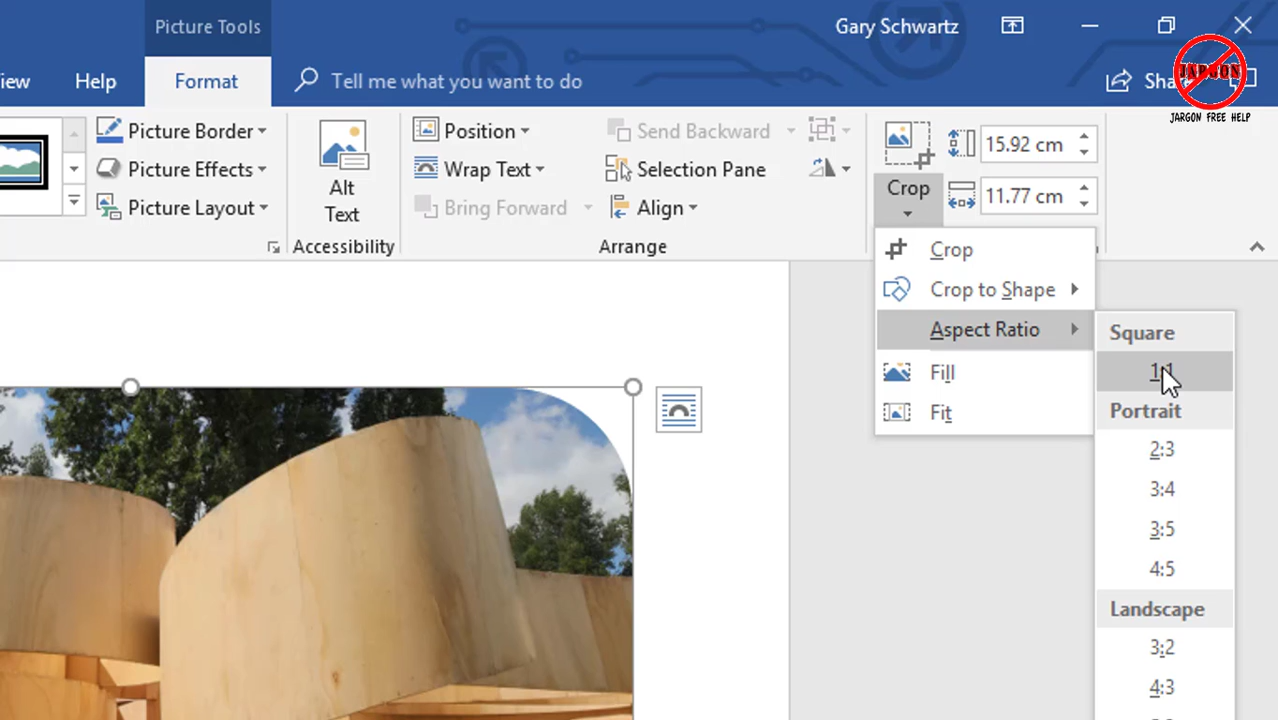 Picture Tools
Gary Schwartz
iew
Help
Format
Tell me what you want to do
Sha
JARGON
JARGON FREE HELP
Picture Border
Picture Effects
Picture Layout
Alt
Text
Accessibility
Position
Wrap Text
Bring Forward
Send Backward
Selection Pane
Align
Arrange
Crop
15.92 cm
11.77 cm
Crop
Crop to Shape
Aspect Ratio
Fill
Fit
Square
1:1
Portrait
2:3
3:4
3:5
4:5
Landscape
3:2
4:3